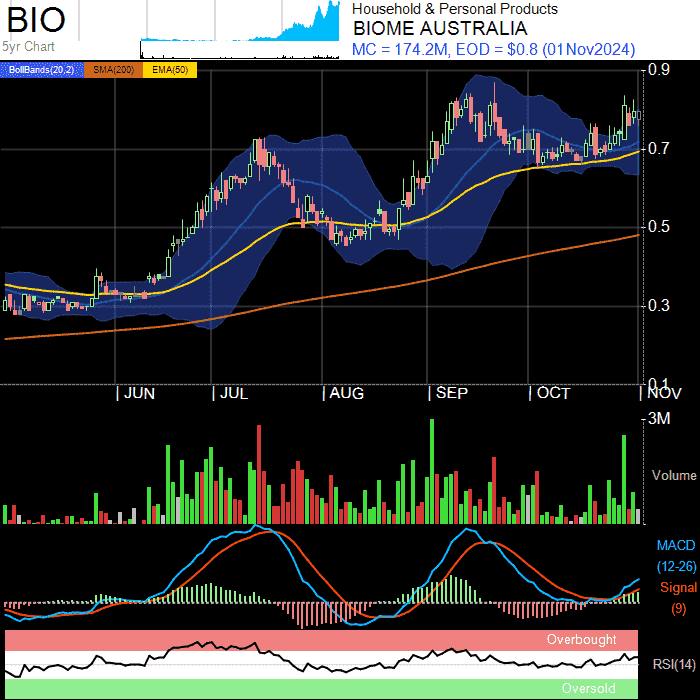 BIO
5yr Chart
Household & Personal Products
BIOME AUSTRALIA
MC = 174.2M, EOD = $0.8 (01Nov2024)
BollBands(20,2) SMA(200) EMA(50)
0.9
0.7
0.5
0.3
0.1
JUN JUL AUG SEP OCT NOV
3M
Volume
MACD
(12-26)
Signal
(9)
Overbought
RSI(14)
Oversold